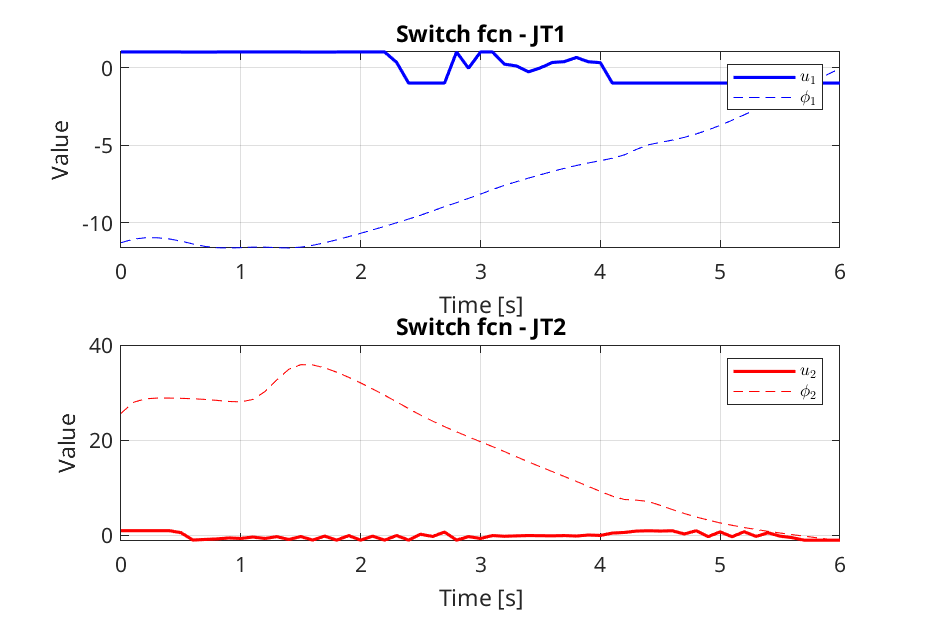 Switch fcn - JT1
0
-5
-10
Value
u₁
ϕ₁
0 1 2 3 4 5 6
Time [s]
Switch fcn - JT2
40
20
0
Value
u₂
ϕ₂
0 1 2 3 4 5 6
Time [s]